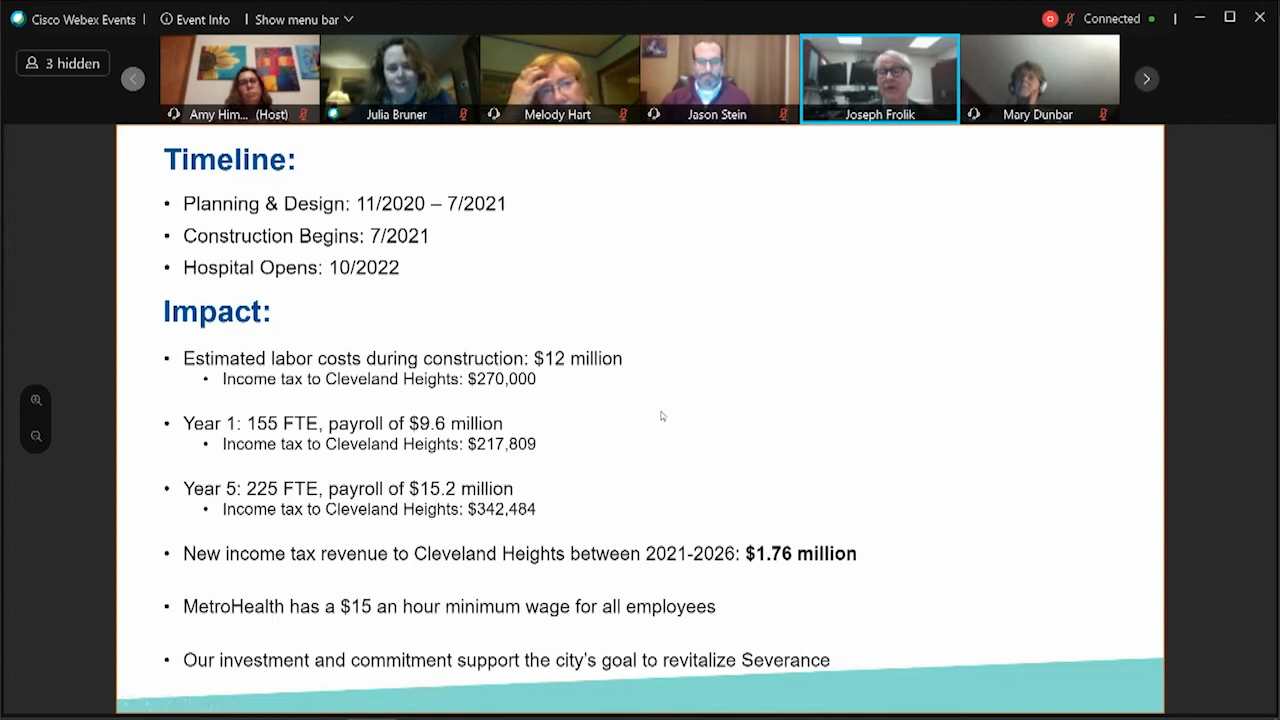 Cisco Webex Events | Event Info | Show menu bar
Connected
3 hidden
Amy Him... (Host)
Julia Bruner
Melody Hart
Jason Stein
Joseph Frolik
Mary Dunbar
Timeline:
• Planning & Design: 11/2020 – 7/2021
• Construction Begins: 7/2021
• Hospital Opens: 10/2022
Impact:
• Estimated labor costs during construction: $12 million
• Income tax to Cleveland Heights: $270,000
• Year 1: 155 FTE, payroll of $9.6 million
• Income tax to Cleveland Heights: $217,809
• Year 5: 225 FTE, payroll of $15.2 million
• Income tax to Cleveland Heights: $342,484
• New income tax revenue to Cleveland Heights between 2021-2026: $1.76 million
• MetroHealth has a $15 an hour minimum wage for all employees
• Our investment and commitment support the city's goal to revitalize Severance